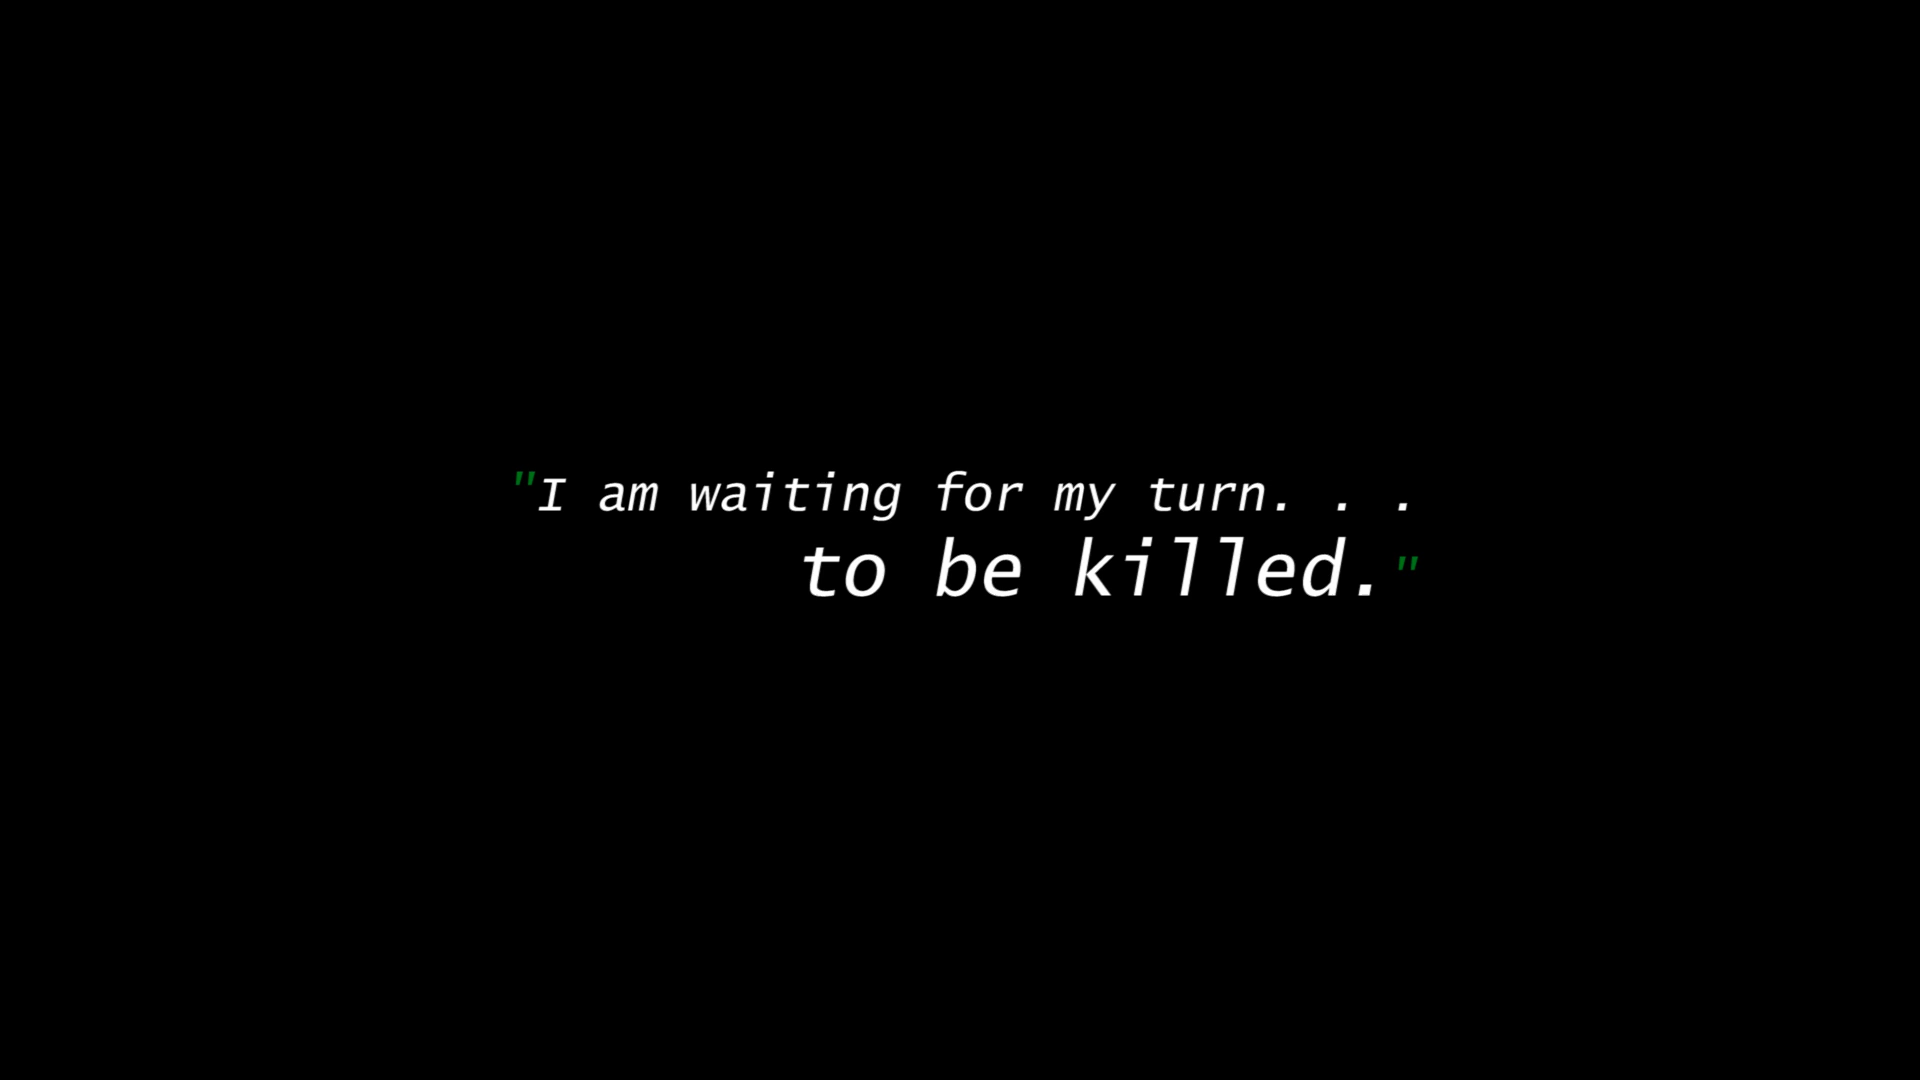 "I am waiting for my turn. . .
to be killed."